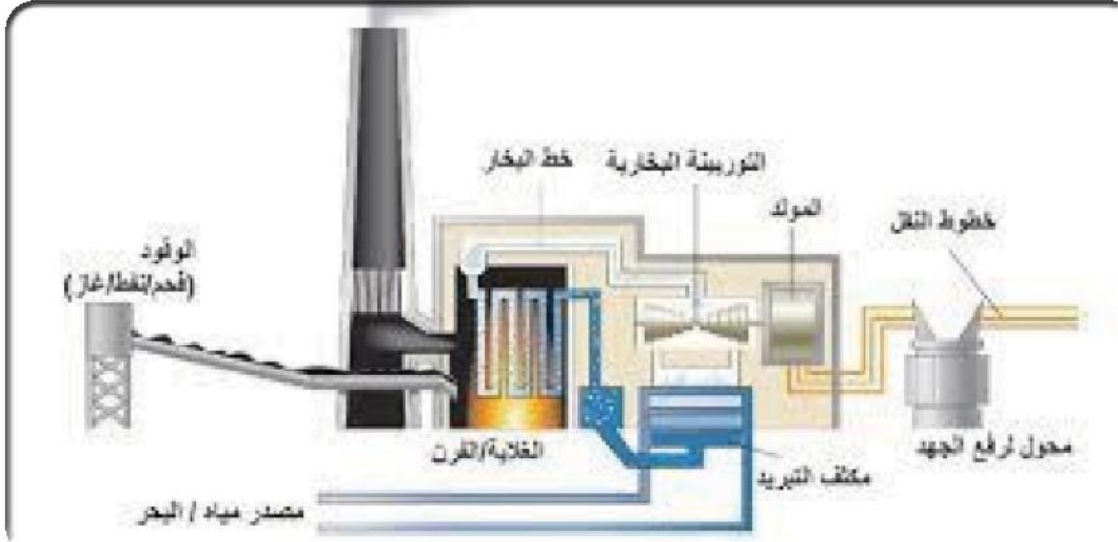 خط البخار
التوربينة البخارية
المولد
خطوط النقل
الوقود
(فحم/نفط/غاز)
الغلاية/الفرن
مكثف التبريد
محول لرفع الجهد
مصدر مياه / البحر